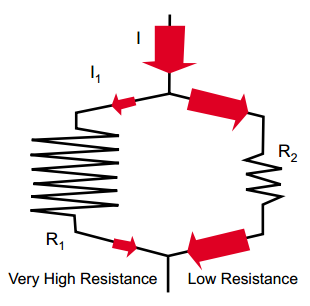 I
I₁
R₂
R₁
Very High Resistance
Low Resistance